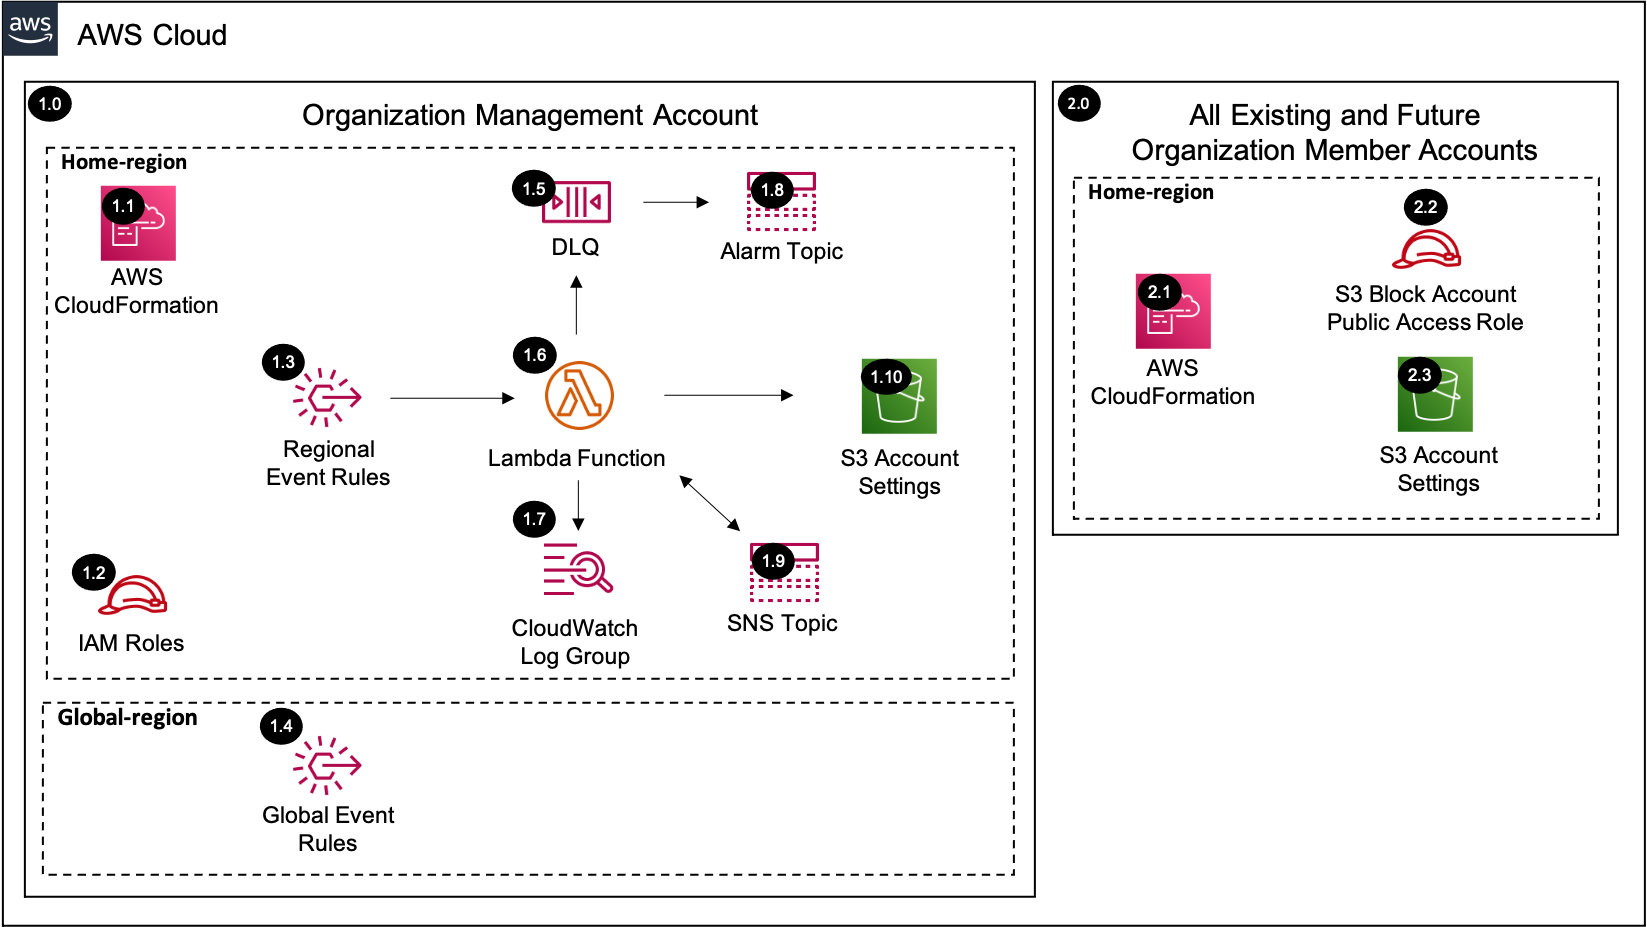 aws
AWS Cloud
1.0
Organization Management Account
Home-region
1.1
AWS
CloudFormation
1.5
DLQ
1.8
Alarm Topic
1.3
Regional
Event Rules
1.6
Lambda Function
1.10
S3 Account
Settings
1.7
CloudWatch
Log Group
1.9
SNS Topic
1.2
IAM Roles
Global-region
1.4
Global Event
Rules
2.0
All Existing and Future
Organization Member Accounts
Home-region
2.1
AWS
CloudFormation
2.2
S3 Block Account
Public Access Role
2.3
S3 Account
Settings